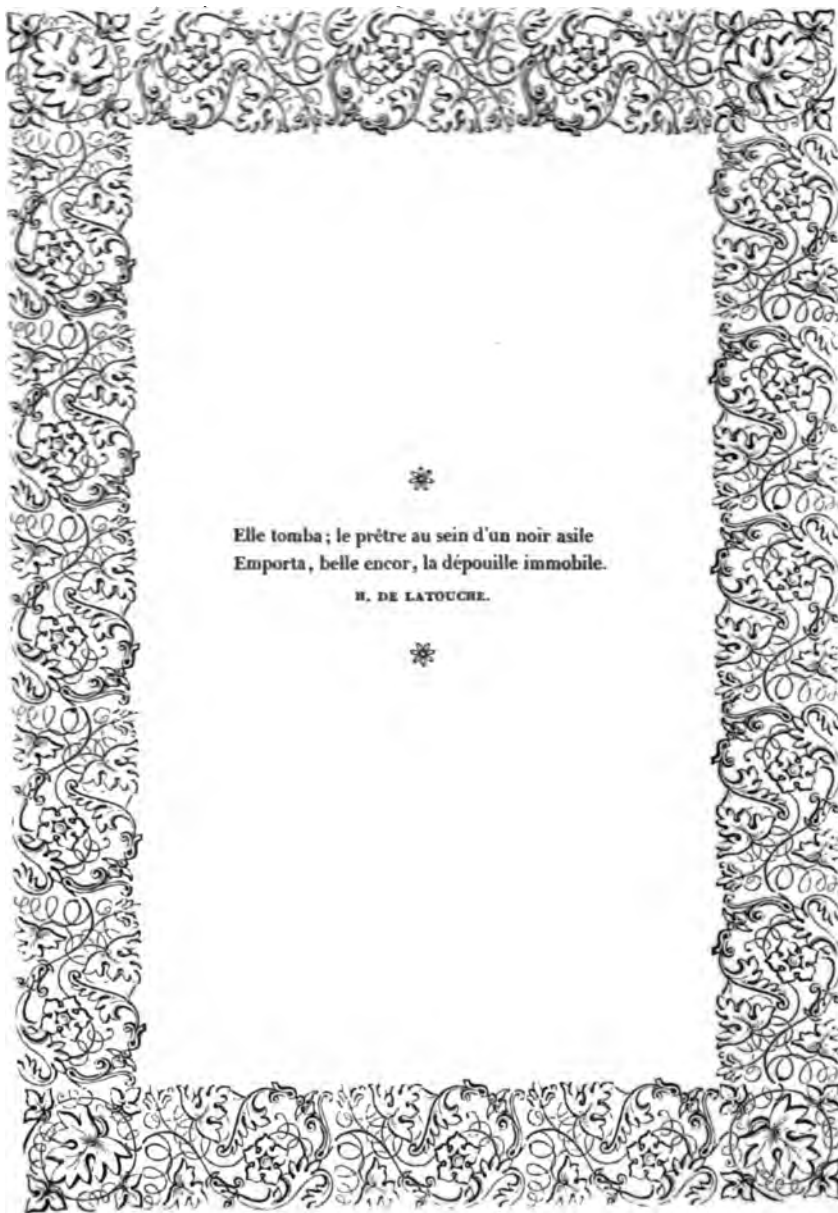 Elle tomba ; le prêtre au sein d'un noir asile
Emporta, belle encor, la dépouille immobile.
H. DE LATOUCHE.